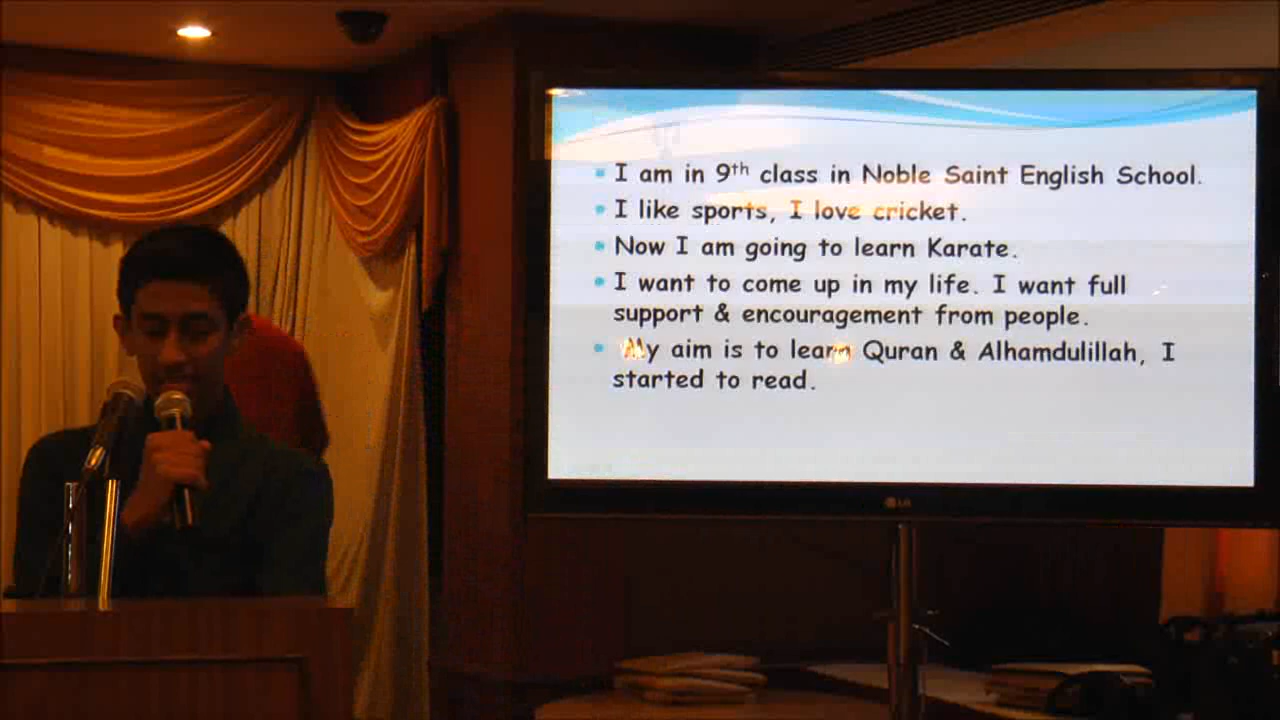 I am in 9th class in Noble Saint English School.
I like sports, I love cricket.
Now I am going to learn Karate.
I want to come up in my life. I want full
support & encouragement from people.
My aim is to learn Quran & Alhamdulillah, I
started to read.
LG